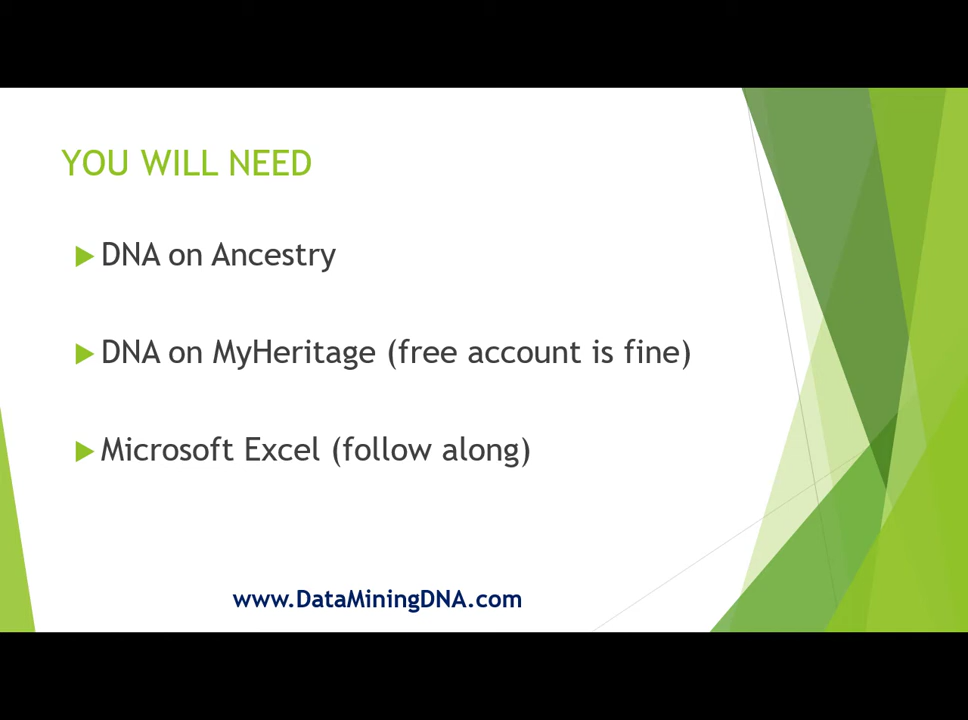 YOU WILL NEED
DNA on Ancestry
DNA on MyHeritage (free account is fine)
Microsoft Excel (follow along)
www.DataMiningDNA.com